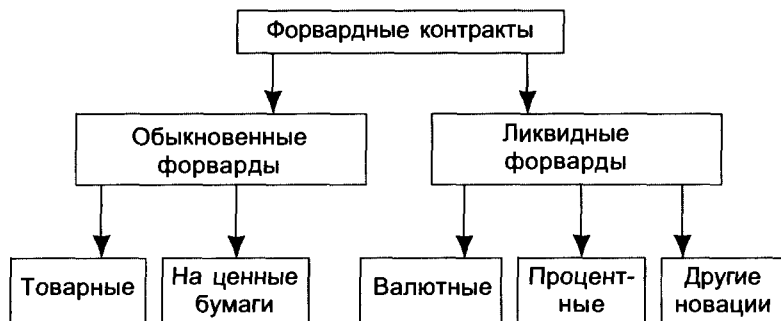 Форвардные контракты
Обыкновенные
форварды
Ликвидные
форварды
Товарные
На ценные
бумаги
Валютные
Процент-
ные
Другие
новации